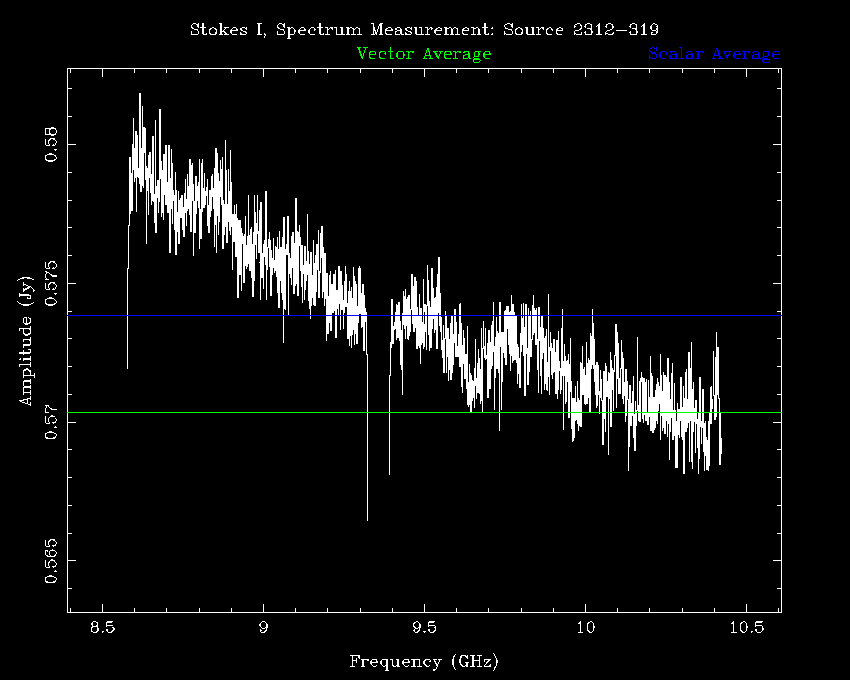 Stokes I, Spectrum Measurement: Source 2312−319
Vector Average
Scalar Average
0.58
0.575
0.57
0.565
Amplitude (Jy)
8.5
9
9.5
10
10.5
Frequency (GHz)